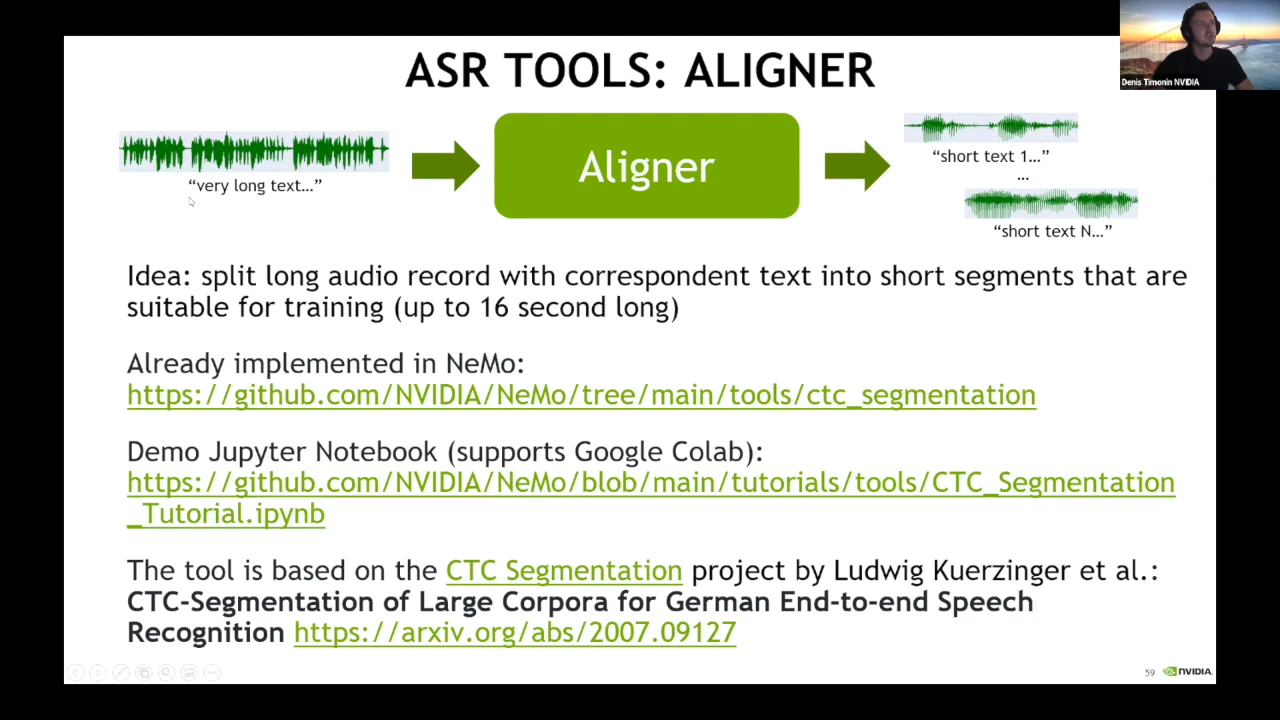 Denis Timonin NVIDIA
ASR TOOLS: ALIGNER
“very long text…”
Aligner
“short text 1…”
…
“short text N…”
Idea: split long audio record with correspondent text into short segments that are
suitable for training (up to 16 second long)
Already implemented in NeMo:
https://github.com/NVIDIA/NeMo/tree/main/tools/ctc_segmentation
Demo Jupyter Notebook (supports Google Colab):
https://github.com/NVIDIA/NeMo/blob/main/tutorials/tools/CTC_Segmentation
_Tutorial.ipynb
The tool is based on the CTC Segmentation project by Ludwig Kuerzinger et al.:
CTC-Segmentation of Large Corpora for German End-to-end Speech
Recognition https://arxiv.org/abs/2007.09127
59
NVIDIA.